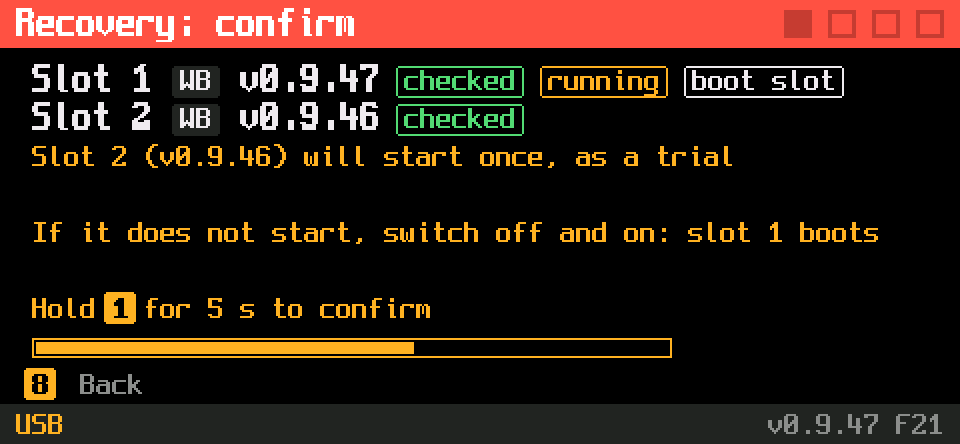 Recovery: confirm
Slot 1 WB v0.9.47 checked running boot slot
Slot 2 WB v0.9.46 checked
Slot 2 (v0.9.46) will start once, as a trial
If it does not start, switch off and on: slot 1 boots
Hold 1 for 5 s to confirm
8 Back
USB v0.9.47 F21